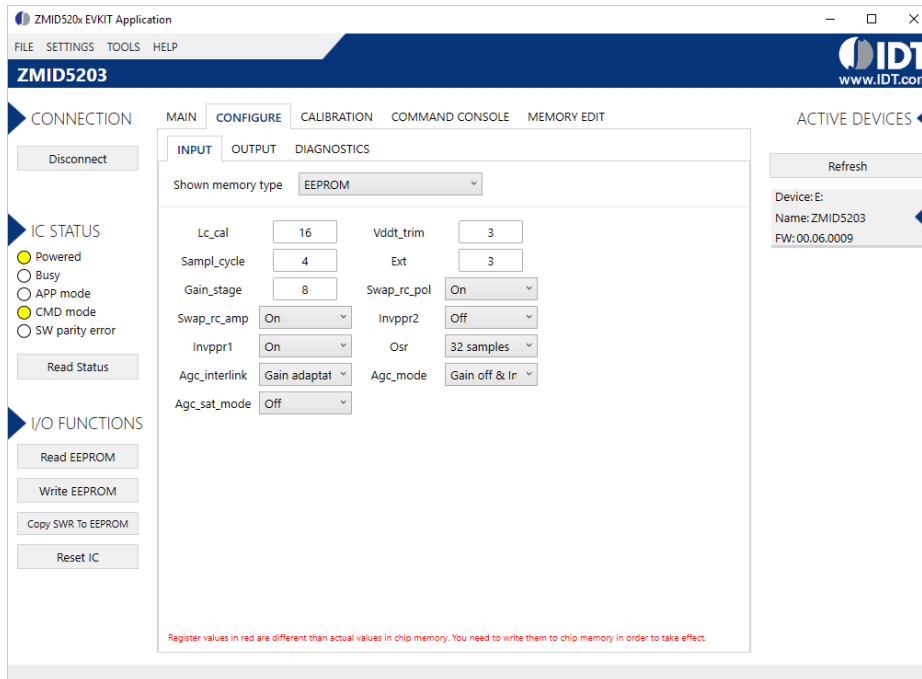 ZMID520x EVKIT Application
FILE SETTINGS TOOLS HELP
IDT
www.IDT.com
ZMID5203
CONNECTION
Disconnect
IC STATUS
Powered
Busy
APP mode
CMD mode
SW parity error
Read Status
I/O FUNCTIONS
Read EEPROM
Write EEPROM
Copy SWR To EEPROM
Reset IC
MAIN CONFIGURE CALIBRATION COMMAND CONSOLE MEMORY EDIT
INPUT OUTPUT DIAGNOSTICS
Shown memory type EEPROM
Lc_cal 16 Vddt_trim 3
Sampl_cycle 4 Ext 3
Gain_stage 8 Swap_rc_pol On
Swap_rc_amp On Invppr2 Off
Invppr1 On Osr 32 samples
Agc_interlink Gain adaptat Agc_mode Gain off & In
Agc_sat_mode Off
Register values in red are different than actual values in chip memory. You need to write them to chip memory in order to take effect.
ACTIVE DEVICES
Refresh
Device: E:
Name: ZMID5203
FW: 00.06.0009